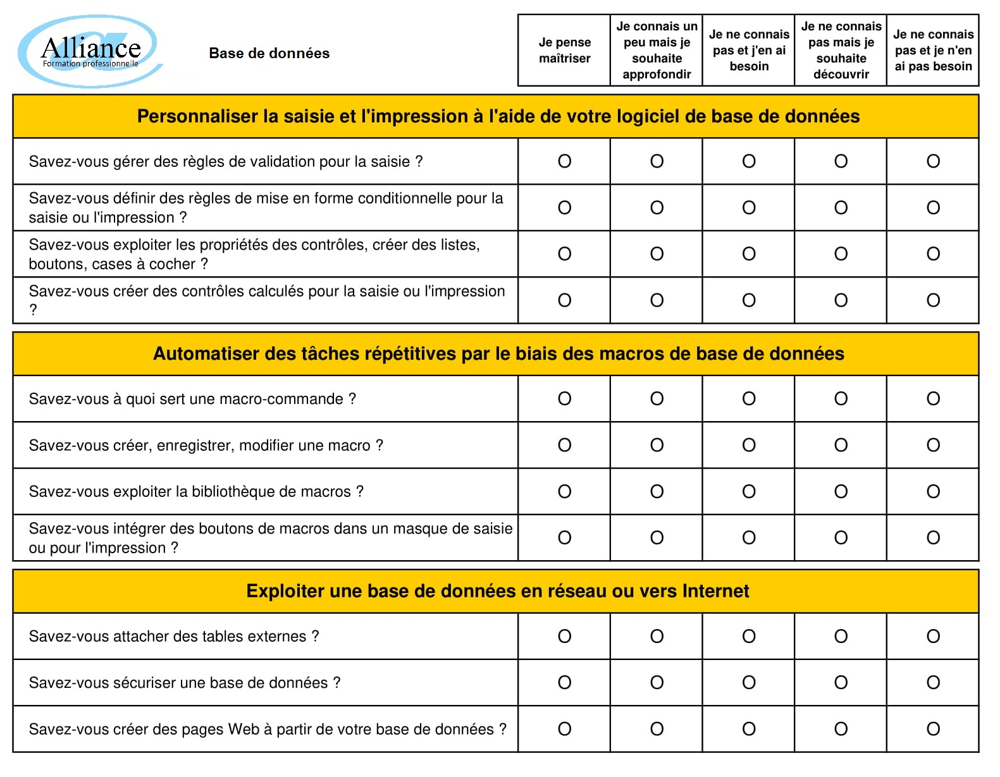 Alliance
Formation professionnelle
Base de données
Je pense
maîtriser
Je connais un
peu mais je
souhaite
approfondir
Je ne connais
pas et j'en ai
besoin
Je ne connais
pas mais je
souhaite
découvrir
Je ne connais
pas et je n'en
ai pas besoin
Personnaliser la saisie et l'impression à l'aide de votre logiciel de base de données
Savez-vous gérer des règles de validation pour la saisie ? O O O O O
Savez-vous définir des règles de mise en forme conditionnelle pour la
saisie ou l'impression ? O O O O O
Savez-vous exploiter les propriétés des contrôles, créer des listes,
boutons, cases à cocher ? O O O O O
Savez-vous créer des contrôles calculés pour la saisie ou l'impression
? O O O O O
Automatiser des tâches répétitives par le biais des macros de base de données
Savez-vous à quoi sert une macro-commande ? O O O O O
Savez-vous créer, enregistrer, modifier une macro ? O O O O O
Savez-vous exploiter la bibliothèque de macros ? O O O O O
Savez-vous intégrer des boutons de macros dans un masque de saisie
ou pour l'impression ? O O O O O
Exploiter une base de données en réseau ou vers Internet
Savez-vous attacher des tables externes ? O O O O O
Savez-vous sécuriser une base de données ? O O O O O
Savez-vous créer des pages Web à partir de votre base de données ? O O O O O